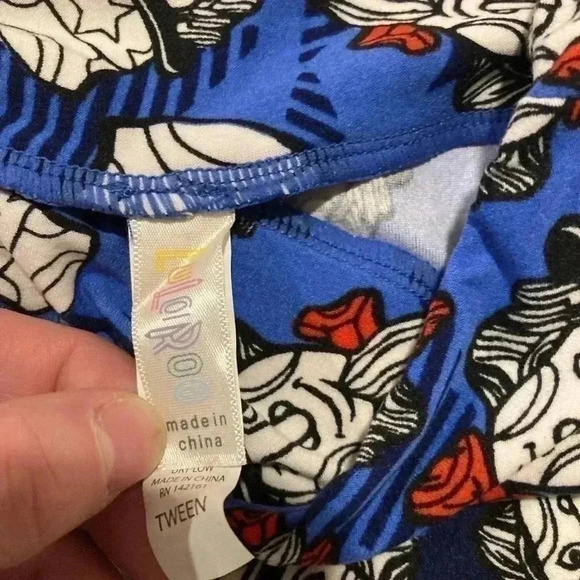 LuLaRoe
made in
china
DRY LOW
MADE IN CHINA
RN 142161
TWEEN